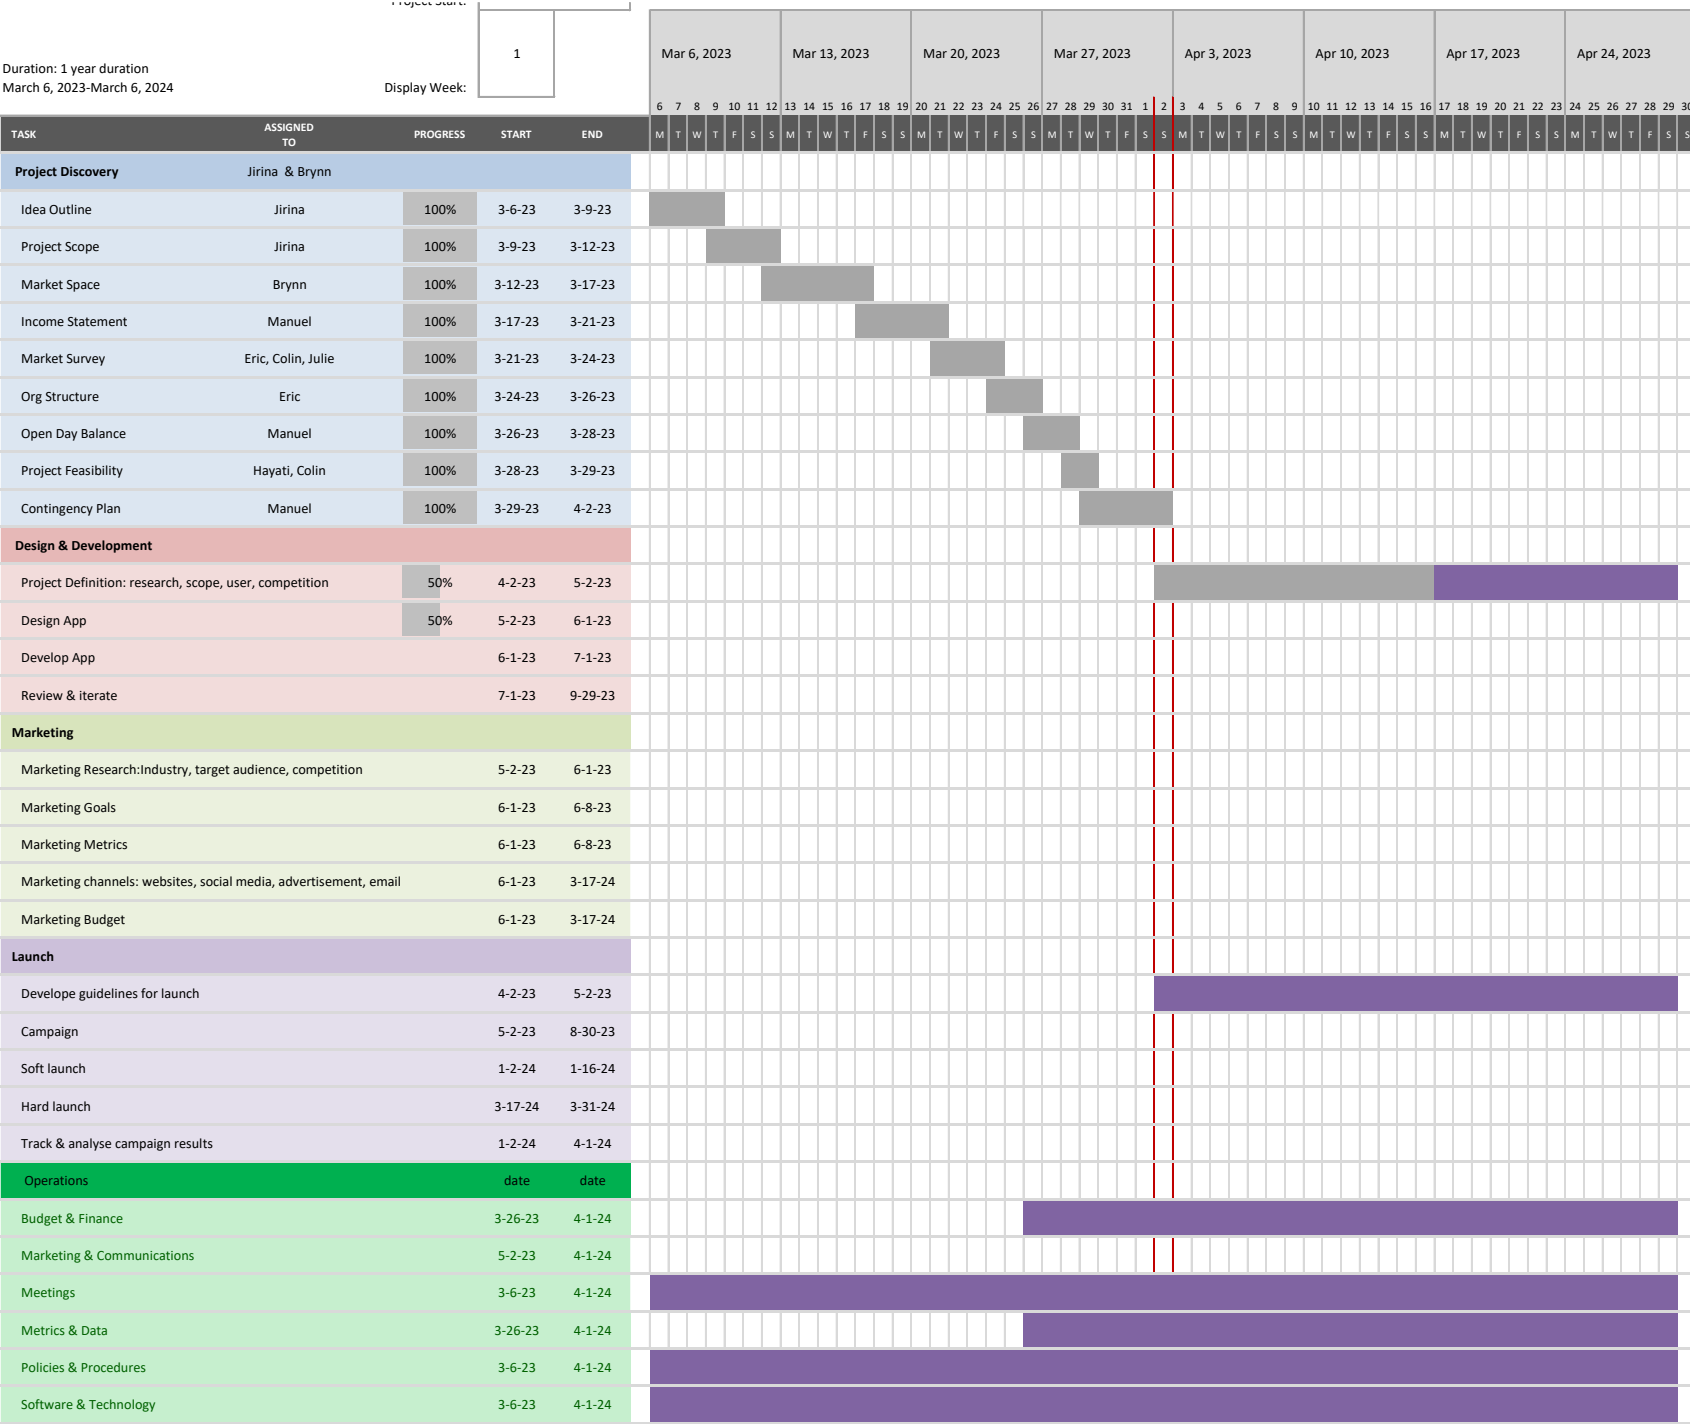 Project Start:
1
Mar 6, 2023 Mar 13, 2023 Mar 20, 2023 Mar 27, 2023 Apr 3, 2023 Apr 10, 2023 Apr 17, 2023 Apr 24, 2023
Duration: 1 year duration
March 6, 2023-March 6, 2024 Display Week:
6 7 8 9 10 11 12 13 14 15 16 17 18 19 20 21 22 23 24 25 26 27 28 29 30 31 1 2 3 4 5 6 7 8 9 10 11 12 13 14 15 16 17 18 19 20 21 22 23 24 25 26 27 28 29 30
TASK ASSIGNED TO PROGRESS START END M T W T F S S M T W T F S S M T W T F S S M T W T F S S M T W T F S S M T W T F S S M T W T F S S M T W T F S S
Project Discovery Jirina & Brynn
Idea Outline Jirina 100% 3-6-23 3-9-23
Project Scope Jirina 100% 3-9-23 3-12-23
Market Space Brynn 100% 3-12-23 3-17-23
Income Statement Manuel 100% 3-17-23 3-21-23
Market Survey Eric, Colin, Julie 100% 3-21-23 3-24-23
Org Structure Eric 100% 3-24-23 3-26-23
Open Day Balance Manuel 100% 3-26-23 3-28-23
Project Feasibility Hayati, Colin 100% 3-28-23 3-29-23
Contingency Plan Manuel 100% 3-29-23 4-2-23
Design & Development
Project Definition: research, scope, user, competition 50% 4-2-23 5-2-23
Design App 50% 5-2-23 6-1-23
Develop App 6-1-23 7-1-23
Review & iterate 7-1-23 9-29-23
Marketing
Marketing Research:Industry, target audience, competition 5-2-23 6-1-23
Marketing Goals 6-1-23 6-8-23
Marketing Metrics 6-1-23 6-8-23
Marketing channels: websites, social media, advertisement, email 6-1-23 3-17-24
Marketing Budget 6-1-23 3-17-24
Launch
Develope guidelines for launch 4-2-23 5-2-23
Campaign 5-2-23 8-30-23
Soft launch 1-2-24 1-16-24
Hard launch 3-17-24 3-31-24
Track & analyse campaign results 1-2-24 4-1-24
Operations date date
Budget & Finance 3-26-23 4-1-24
Marketing & Communications 5-2-23 4-1-24
Meetings 3-6-23 4-1-24
Metrics & Data 3-26-23 4-1-24
Policies & Procedures 3-6-23 4-1-24
Software & Technology 3-6-23 4-1-24